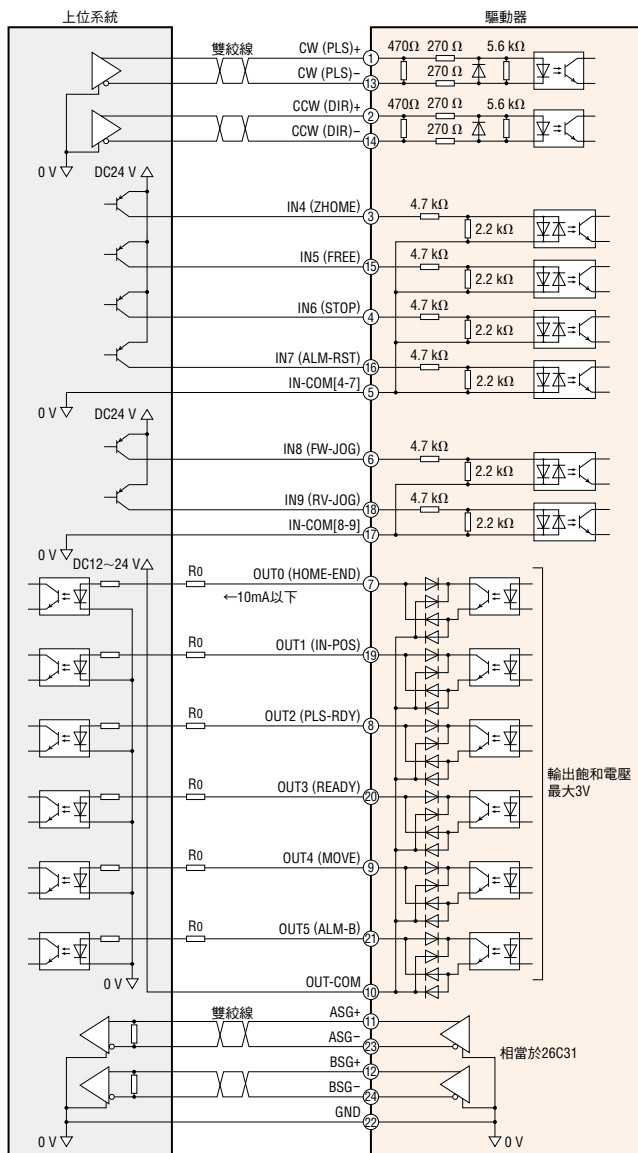 上位系統
驅動器
雙絞線
CW (PLS)+
1
470Ω
270 Ω
5.6 kΩ
CW (PLS)−
13
270 Ω
CCW (DIR)+
2
470Ω
270 Ω
5.6 kΩ
CCW (DIR)−
14
270 Ω
0 V
DC24 V
IN4 (ZHOME)
3
4.7 kΩ
2.2 kΩ
IN5 (FREE)
15
4.7 kΩ
2.2 kΩ
IN6 (STOP)
4
4.7 kΩ
2.2 kΩ
IN7 (ALM-RST)
16
4.7 kΩ
2.2 kΩ
IN-COM[4-7]
5
0 V
DC24 V
IN8 (FW-JOG)
6
4.7 kΩ
2.2 kΩ
IN9 (RV-JOG)
18
4.7 kΩ
2.2 kΩ
IN-COM[8-9]
17
0 V
DC12～24 V
R0
OUT0 (HOME-END)
7
←10mA以下
R0
OUT1 (IN-POS)
19
R0
OUT2 (PLS-RDY)
8
輸出飽和電壓
最大3V
R0
OUT3 (READY)
20
R0
OUT4 (MOVE)
9
R0
OUT5 (ALM-B)
21
0 V
OUT-COM
10
雙絞線
ASG+
11
ASG−
23
相當於26C31
BSG+
12
BSG−
24
GND
22
0 V
0 V